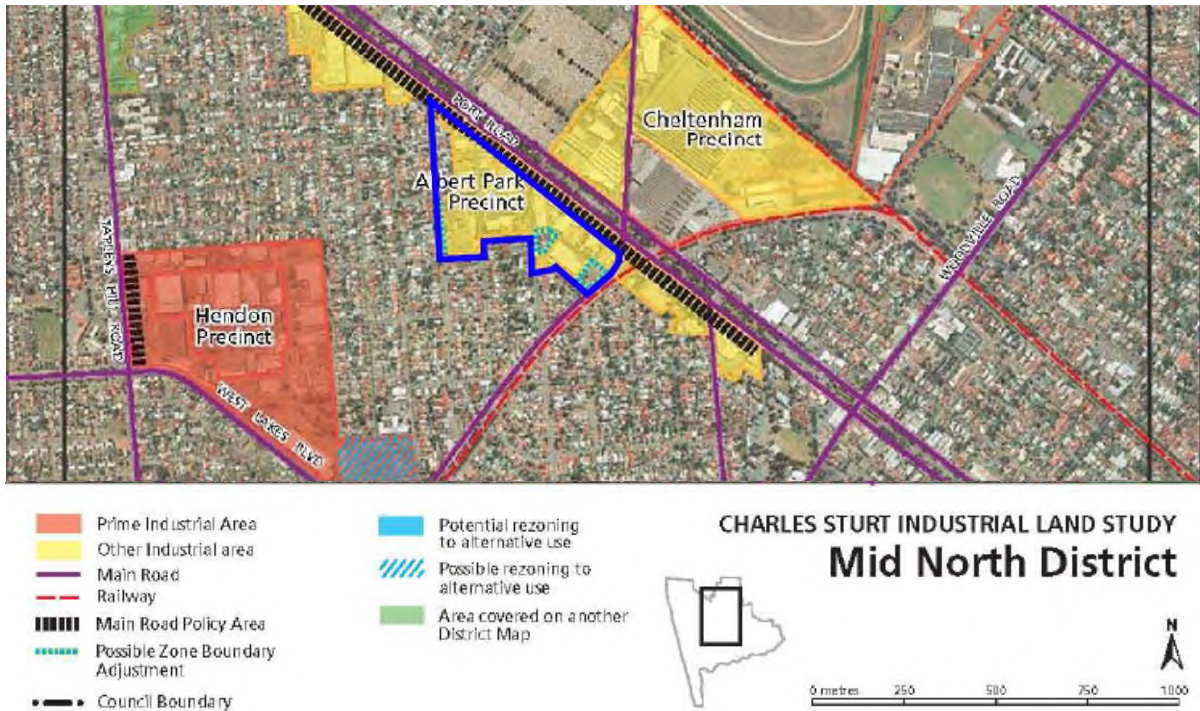 PORT ROAD
Cheltenham
Precinct
Albert Park
Precinct
WOODVILLE ROAD
TAPLEYS HILL ROAD
Hendon
Precinct
WEST LAKES BLVD
Prime Industrial Area
Other Industrial area
Main Road
Railway
Main Road Policy Area
Possible Zone Boundary
Adjustment
Council Boundary
Potential rezoning
to alternative use
Possible rezoning to
alternative use
Area covered on another
District Map
CHARLES STURT INDUSTRIAL LAND STUDY
Mid North District
N
0 metres 250 500 750 1000